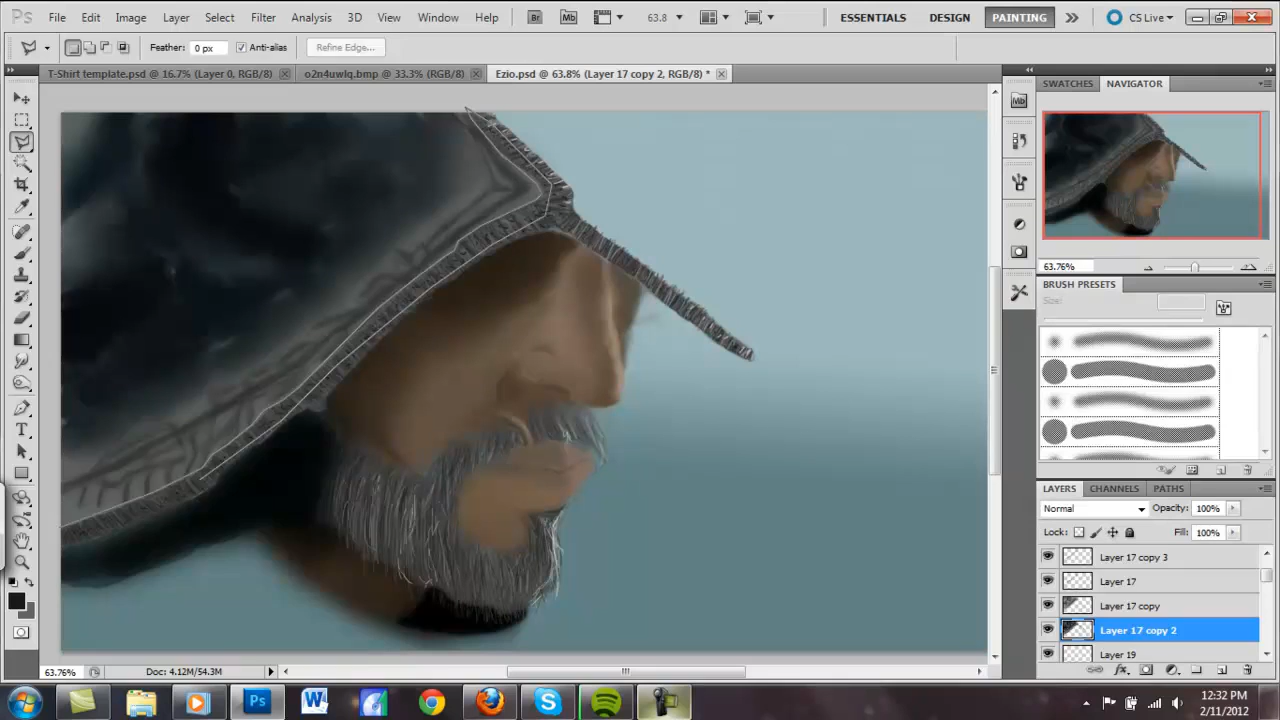 Ps File Edit Image Layer Select Filter Analysis 3D View Window Help Br Mb 63.8 ESSENTIALS DESIGN PAINTING CS Live
Feather: 0 px Anti-alias Refine Edge...
T-Shirt template.psd @ 16.7% (Layer 0, RGB/8) o2n4uwlq.bmp @ 33.3% (RGB/8) Ezio.psd @ 63.8% (Layer 17 copy 2, RGB/8) *
SWATCHES NAVIGATOR
Mb
63.76%
BRUSH PRESETS
Size:
LAYERS CHANNELS PATHS
Normal Opacity: 100%
Lock: Fill: 100%
Layer 17 copy 3
Layer 17
Layer 17 copy
Layer 17 copy 2
Layer 19
63.76% Doc: 4.12M/54.3M
12:32 PM
2/11/2012